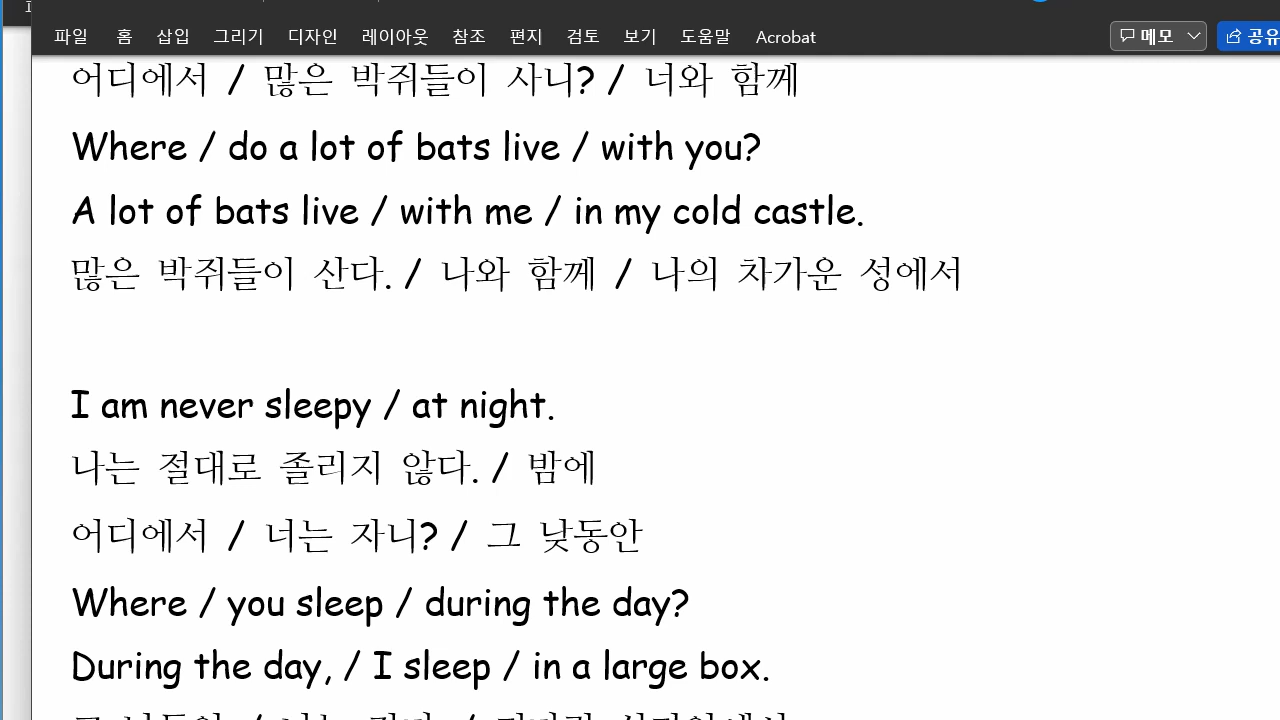 파일 홈 삽입 그리기 디자인 레이아웃 참조 편지 검토 보기 도움말 Acrobat 메모 공유
어디에서 / 많은 박쥐들이 사니? / 너와 함께
Where / do a lot of bats live / with you?
A lot of bats live / with me / in my cold castle.
많은 박쥐들이 산다. / 나와 함께 / 나의 차가운 성에서
I am never sleepy / at night.
나는 절대로 졸리지 않다. / 밤에
어디에서 / 너는 자니? / 그 낮동안
Where / you sleep / during the day?
During the day, / I sleep / in a large box.